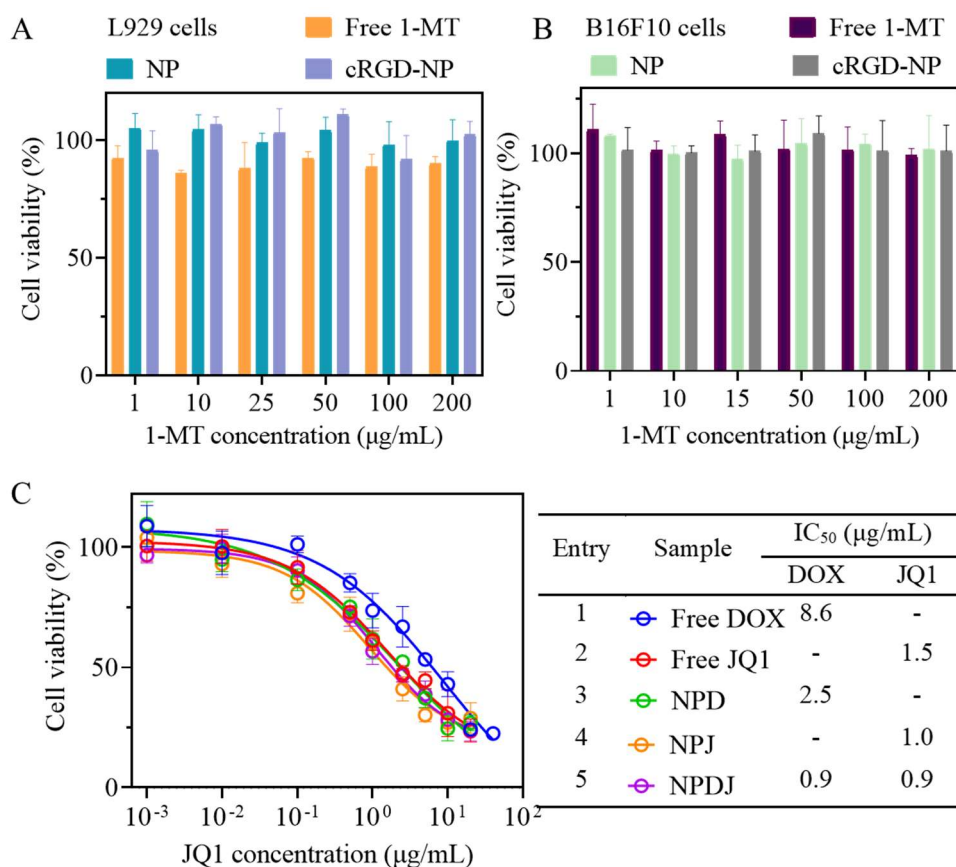 A
L929 cells
Free 1-MT
NP
cRGD-NP
Cell viability (%)
100
50
0
1 10 25 50 100 200
1-MT concentration (μg/mL)
B
B16F10 cells
Free 1-MT
NP
cRGD-NP
Cell viability (%)
100
50
0
1 10 15 50 100 200
1-MT concentration (μg/mL)
C
Cell viability (%)
100
50
0
10⁻³ 10⁻² 10⁻¹ 10⁰ 10¹ 10²
JQ1 concentration (μg/mL)
Entry Sample IC₅₀ (μg/mL)
DOX JQ1
1 Free DOX 8.6 -
2 Free JQ1 - 1.5
3 NPD 2.5 -
4 NPJ - 1.0
5 NPDJ 0.9 0.9